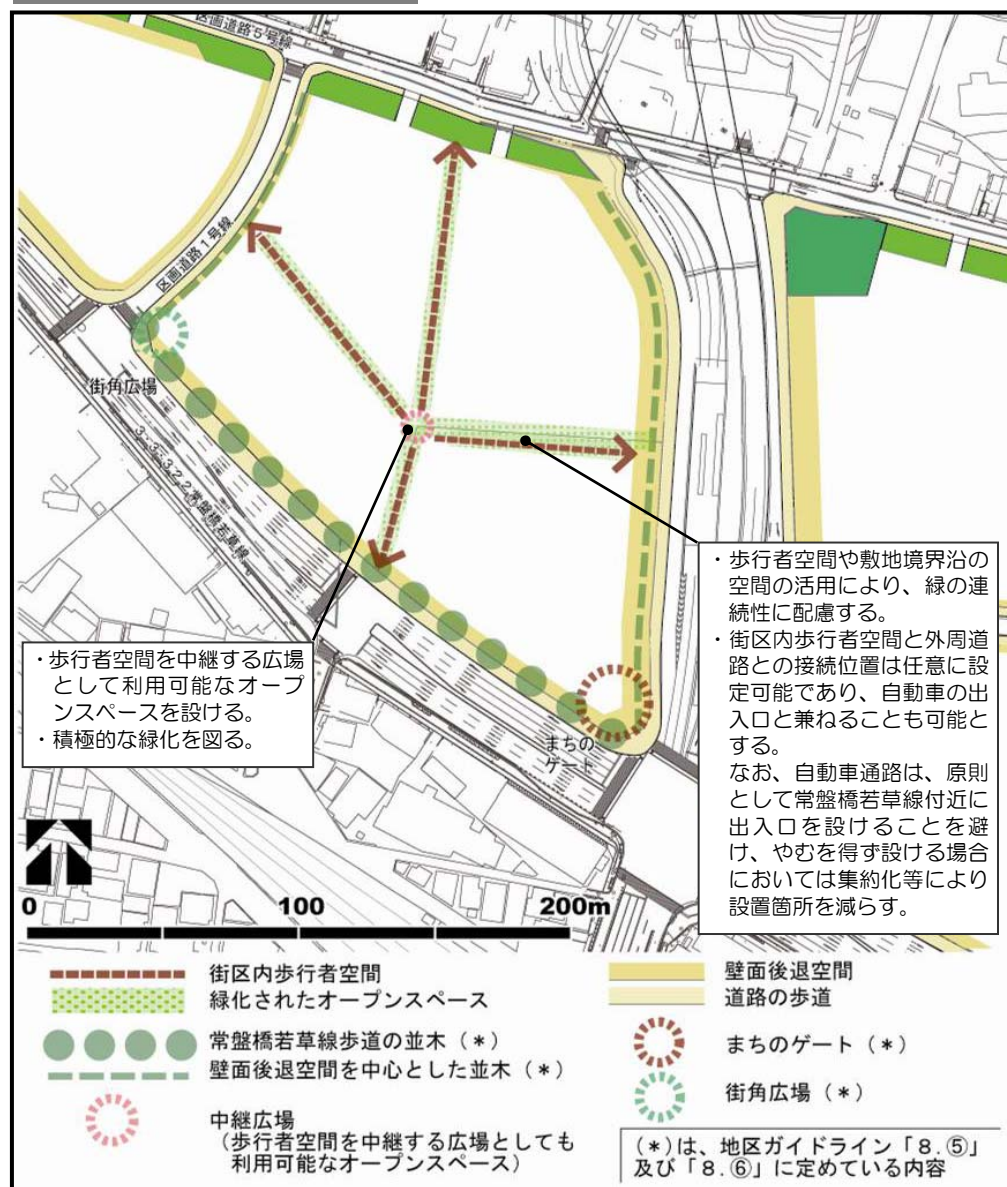 区画道路5号線
区画道路1号線
街角広場
3・3・322常盤橋若草線
・歩行者空間や敷地境界沿の
空間の活用により、緑の連
続性に配慮する。
・街区内歩行者空間と外周道
路との接続位置は任意に設
定可能であり、自動車の出
入口と兼ねることも可能と
する。
なお、自動車通路は、原則
として常盤橋若草線付近に
出入口を設けることを避
け、やむを得ず設ける場合
においては集約化等により
設置箇所を減らす。
・歩行者空間を中継する広場
として利用可能なオープ
ンスペースを設ける。
・積極的な緑化を図る。
まちの
ゲート
0 100 200m
街区内歩行者空間
緑化されたオープンスペース
常盤橋若草線歩道の並木(*)
壁面後退空間を中心とした並木(*)
中継広場
(歩行者空間を中継する広場としても
利用可能なオープンスペース)
壁面後退空間
道路の歩道
まちのゲート(*)
街角広場(*)
(*)は、地区ガイドライン「8.⑤」
及び「8.⑥」に定めている内容